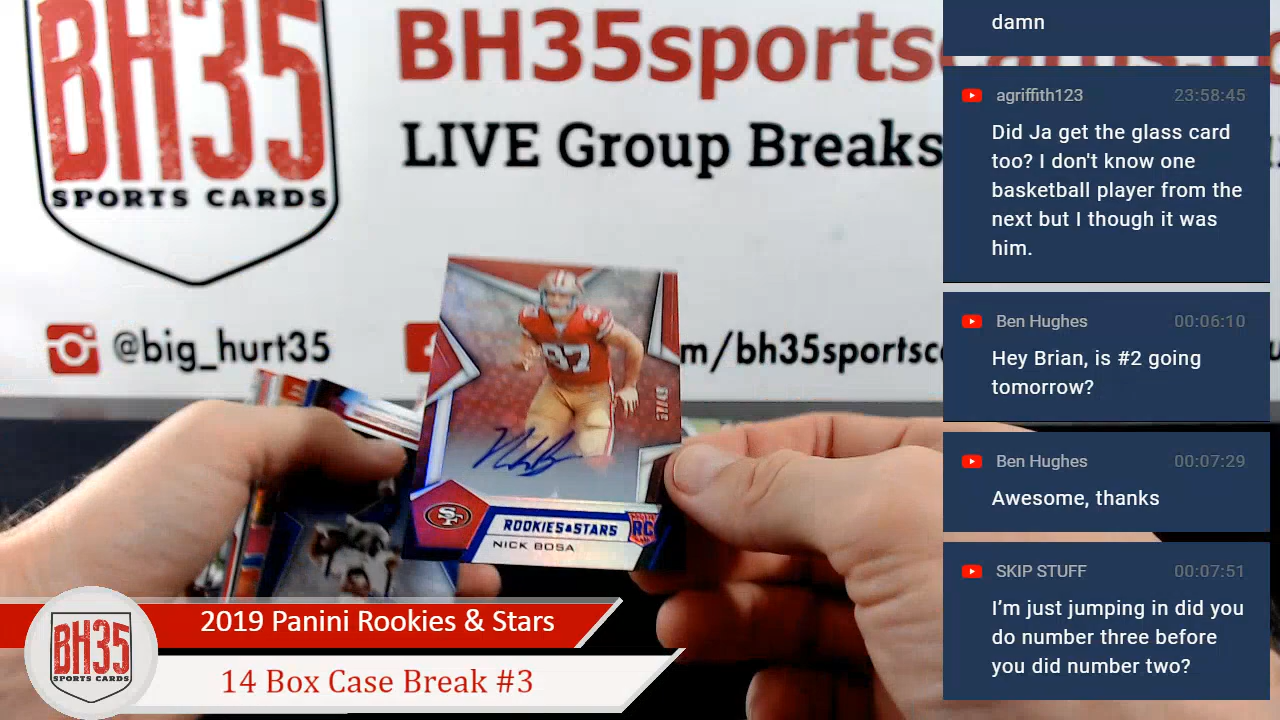 BH35
SPORTS CARDS
BH35sports
LIVE Group Breaks
@big_hurt35
m/bh35sportsc
97
ROOKIES & STARS
RC
NICK BOSA
SF
BH35
SPORTS CARDS
2019 Panini Rookies & Stars
14 Box Case Break #3
damn
agriffith123 23:58:45
Did Ja get the glass card
too? I don't know one
basketball player from the
next but I though it was
him.
Ben Hughes 00:06:10
Hey Brian, is #2 going
tomorrow?
Ben Hughes 00:07:29
Awesome, thanks
SKIP STUFF 00:07:51
I'm just jumping in did you
do number three before
you did number two?